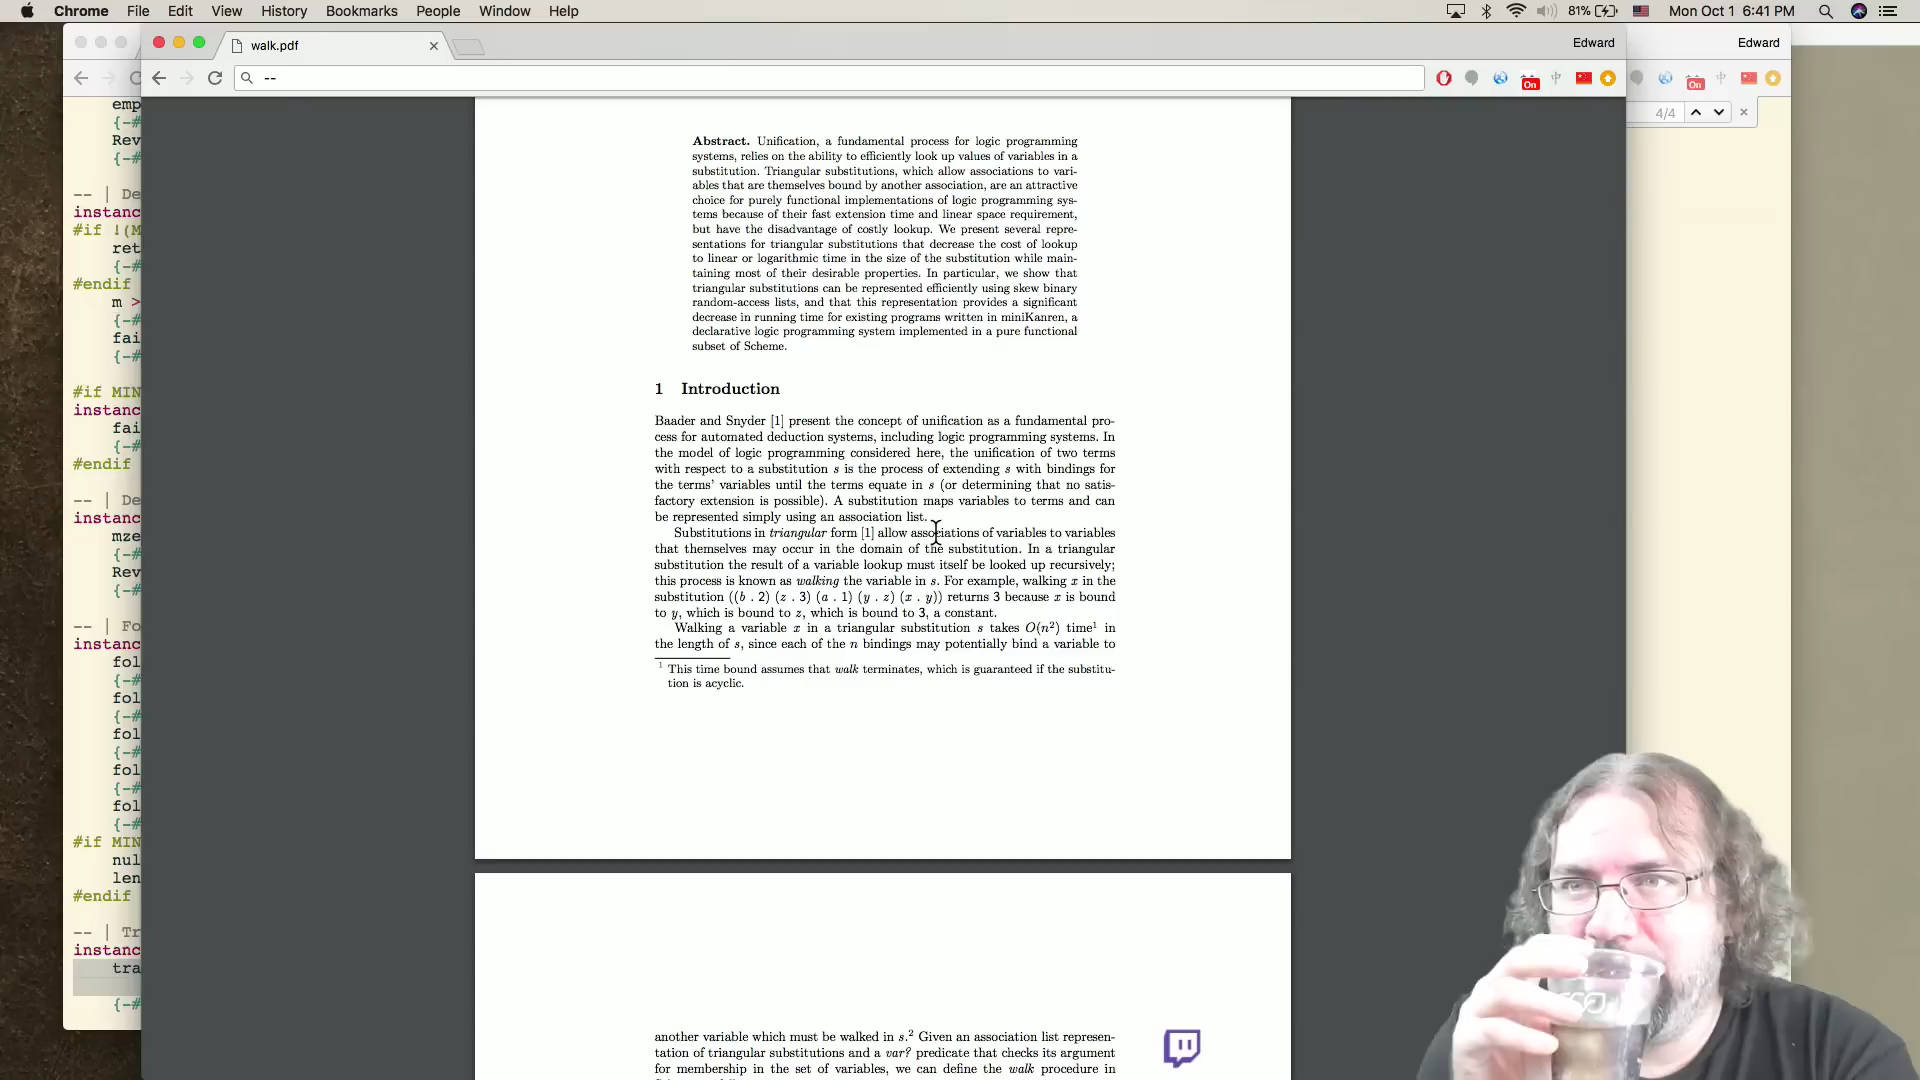 Chrome File Edit View History Bookmarks People Window Help
81% Mon Oct 1 6:41 PM
walk.pdf
Edward
Edward
--
On
On
4/4
emp
{-#
Rev
{-#
-- | De
instanc
#if !(M
ret
{-#
#endif
m >
{-#
fai
{-#
#if MIN
instanc
fai
{-#
#endif
-- | De
instanc
mze
{-#
Rev
{-#
-- | Fo
instanc
fol
{-#
fol
{-#
fol
{-#
fol
{-#
fol
{-#
#if MIN
nul
len
#endif
-- | Tr
instanc
tra
{-#
Abstract. Unification, a fundamental process for logic programming
systems, relies on the ability to efficiently look up values of variables in a
substitution. Triangular substitutions, which allow associations to vari-
ables that are themselves bound by another association, are an attractive
choice for purely functional implementations of logic programming sys-
tems because of their fast extension time and linear space requirement,
but have the disadvantage of costly lookup. We present several repre-
sentations for triangular substitutions that decrease the cost of lookup
to linear or logarithmic time in the size of the substitution while main-
taining most of their desirable properties. In particular, we show that
triangular substitutions can be represented efficiently using skew binary
random-access lists, and that this representation provides a significant
decrease in running time for existing programs written in miniKanren, a
declarative logic programming system implemented in a pure functional
subset of Scheme.
1 Introduction
Baader and Snyder [1] present the concept of unification as a fundamental pro-
cess for automated deduction systems, including logic programming systems. In
the model of logic programming considered here, the unification of two terms
with respect to a substitution s is the process of extending s with bindings for
the terms' variables until the terms equate in s (or determining that no satis-
factory extension is possible). A substitution maps variables to terms and can
be represented simply using an association list.
Substitutions in triangular form [1] allow associations of variables to variables
that themselves may occur in the domain of the substitution. In a triangular
substitution the result of a variable lookup must itself be looked up recursively;
this process is known as walking the variable in s. For example, walking x in the
substitution ((b . 2) (z . 3) (a . 1) (y . z) (x . y)) returns 3 because x is bound
to y, which is bound to z, which is bound to 3, a constant.
Walking a variable x in a triangular substitution s takes O(n²) time¹ in
the length of s, since each of the n bindings may potentially bind a variable to
¹ This time bound assumes that walk terminates, which is guaranteed if the substitu-
tion is acyclic.
another variable which must be walked in s.² Given an association list represen-
tation of triangular substitutions and a var? predicate that checks its argument
for membership in the set of variables, we can define the walk procedure in